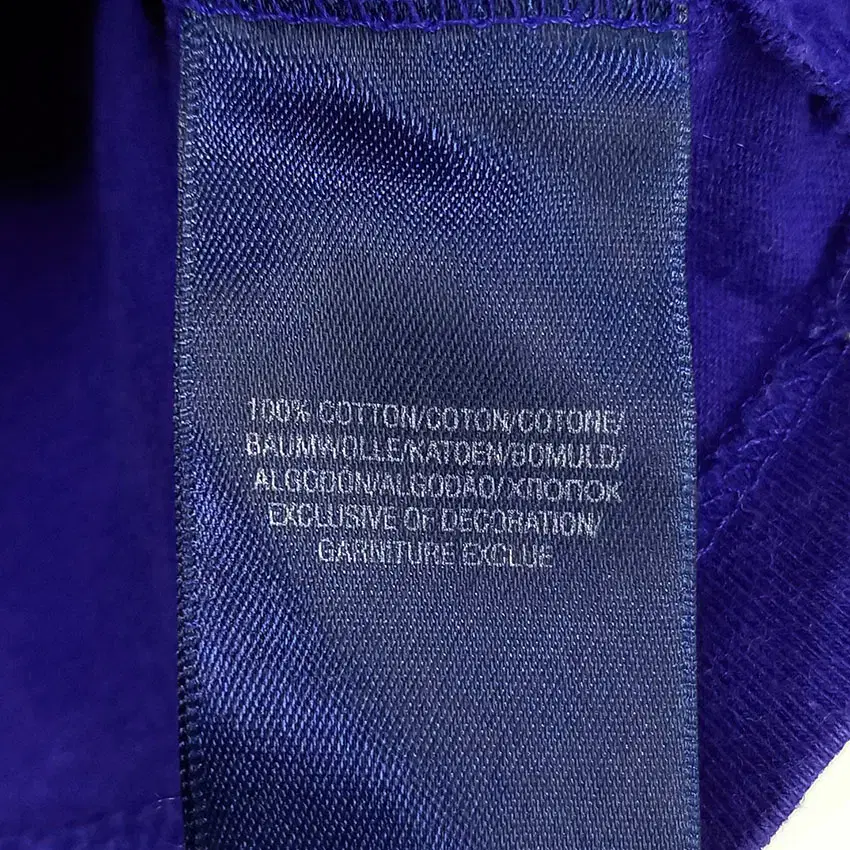 100% COTTON/COTON/COTONE/
BAUMWOLLE/KATOEN/BOMULD/
ALGODON/ALGODÃO/ХЛОПОК
EXCLUSIVE OF DECORATION/
GARNITURE EXCLUE